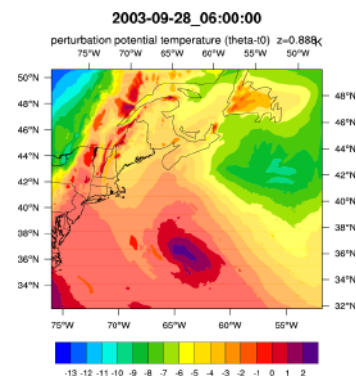 2003-09-28_06:00:00
perturbation potential temperature (theta-t0) z=0.888K
75°W 70°W 65°W 60°W 55°W 50°W
50°N
48°N 48°N
46°N 46°N
44°N 44°N
42°N 42°N
40°N 40°N
38°N 38°N
36°N 36°N
34°N 34°N
32°N
75°W 70°W 65°W 60°W 55°W
-13 -12 -11 -10 -9 -8 -7 -6 -5 -4 -3 -2 -1 0 1 2